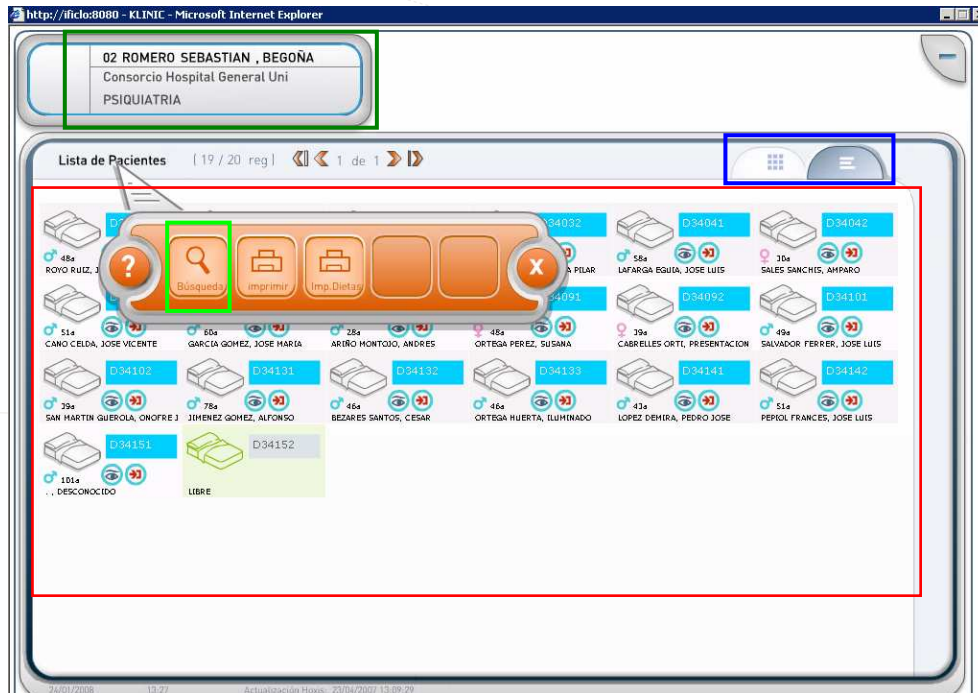 http://ificlo:8080 - KLINIC - Microsoft Internet Explorer
02 ROMERO SEBASTIAN , BEGOÑA
Consorcio Hospital General Uni
PSIQUIATRIA
Lista de Pacientes [ 19 / 20 reg ] 1 de 1
34032 D34041 D34042
48a 58a 30a
ROYO RUIZ, J A PILAR LAFARGA EGUIA, JOSE LUIS SALES SANCHIS, AMPARO
? Búsqueda imprimir Imp.Dietas X
34091 D34092 D34101
51a 60a 28a 48a 39a 49a
CANO CELDA, JOSE VICENTE GARCIA GOMEZ, JOSE MARIA ARIÑO MONTOJO, ANDRES ORTEGA PEREZ, SUSANA CABRELLES ORTI, PRESENTACION SALVADOR FERRER, JOSE LUIS
D34102 D34131 D34132 D34133 D34141 D34142
39a 78a 46a 46a 43a 51a
SAN MARTIN GUEROLA, ONOFRE J JIMENEZ GOMEZ, ALFONSO BEZARES SANTOS, CESAR ORTEGA HUERTA, ILUMINADO LOPEZ DEMIRA, PEDRO JOSE PEPIOL FRANCES, JOSE LUIS
D34151 D34152
101a
. , DESCONOCIDO LIBRE
24/01/2008 13:27 Actualización Hoxis: 23/04/2007 13:09:29